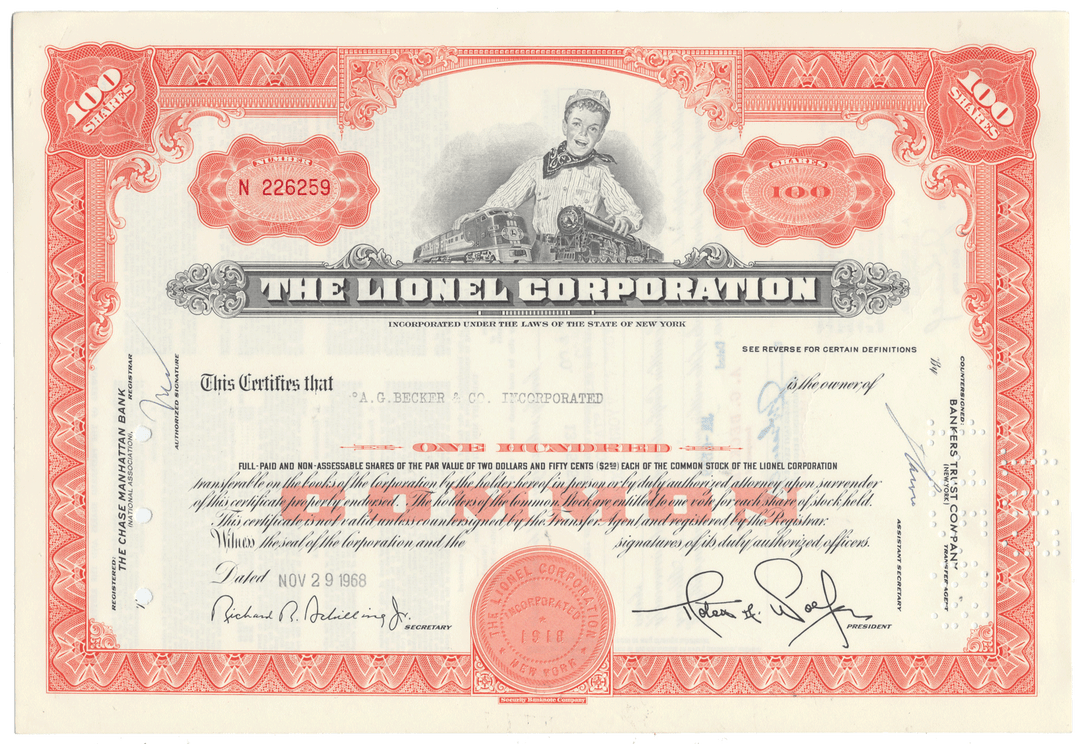 100
SHARES
100
SHARES
NUMBER
N 226259
SHARES
100
THE LIONEL CORPORATION
INCORPORATED UNDER THE LAWS OF THE STATE OF NEW YORK
SEE REVERSE FOR CERTAIN DEFINITIONS
This Certifies that
is the owner of
A.G.BECKER & CO. INCORPORATED
ONE HUNDRED
FULL-PAID AND NON-ASSESSABLE SHARES OF THE PAR VALUE OF TWO DOLLARS AND FIFTY CENTS ($2.50) EACH OF THE COMMON STOCK OF THE LIONEL CORPORATION
transferable on the books of the Corporation by the holder hereof in person or by duly authorized attorney upon surrender
of this certificate properly endorsed. The holders of the Common Stock are entitled to one vote for each share of stock held.
This certificate is not valid unless countersigned by the Transfer Agent and registered by the Registrar.
COMMON
Witness the seal of the Corporation and the signatures of its duly authorized officers.
Dated NOV 29 1968
Richard R. Schilling Jr.
SECRETARY
PRESIDENT
THE LIONEL CORPORATION
INCORPORATED
1918
NEW YORK
Security Banknote Company
REGISTERED:
THE CHASE MANHATTAN BANK
(NATIONAL ASSOCIATION),
REGISTRAR
AUTHORIZED SIGNATURE
COUNTERSIGNED:
BANKERS TRUST COMPANY
(NEW YORK)
TRANSFER AGENT
By
ASSISTANT SECRETARY